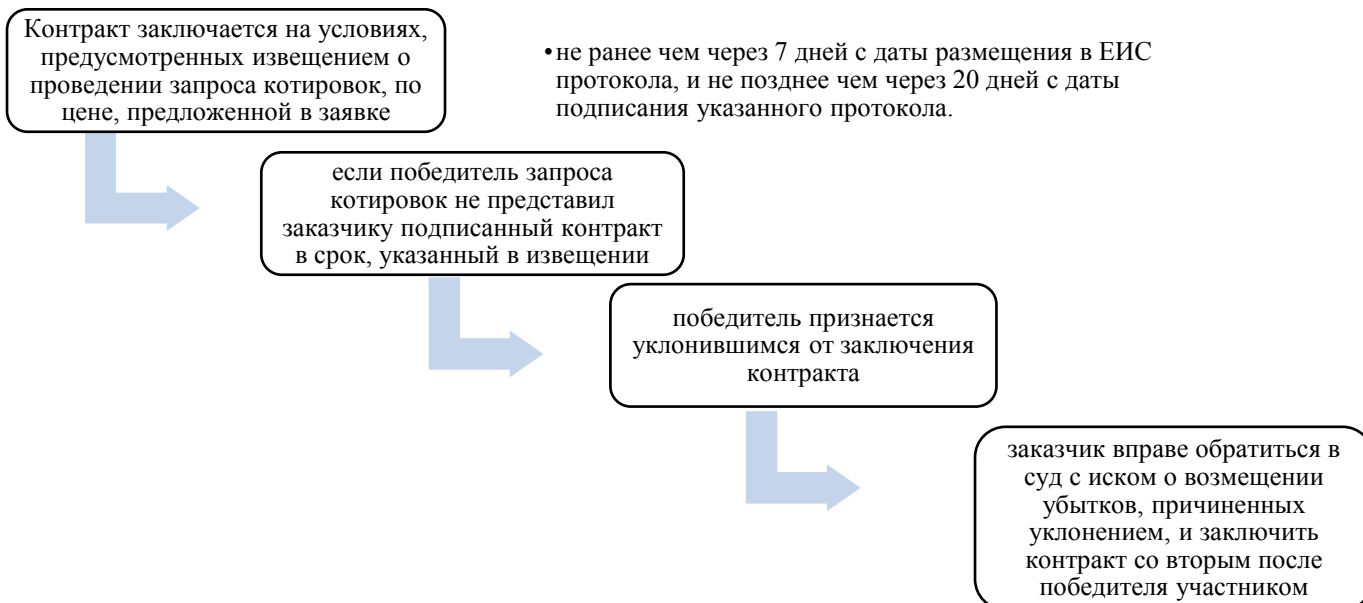 Контракт заключается на условиях,
предусмотренных извещением о
проведении запроса котировок, по
цене, предложенной в заявке
•не ранее чем через 7 дней с даты размещения в ЕИС
протокола, и не позднее чем через 20 дней с даты
подписания указанного протокола.
если победитель запроса
котировок не представил
заказчику подписанный контракт
в срок, указанный в извещении
победитель признается
уклонившимся от заключения
контракта
заказчик вправе обратиться в
суд с иском о возмещении
убытков, причиненных
уклонением, и заключить
контракт со вторым после
победителя участником